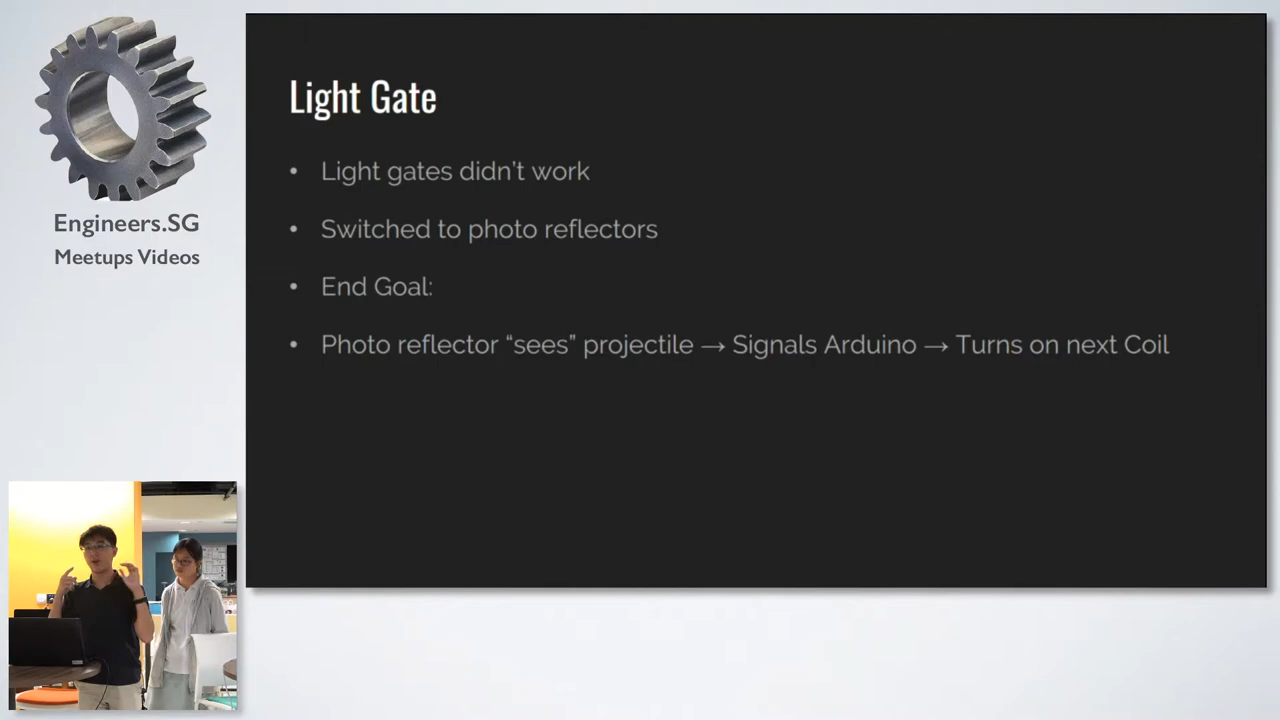 Engineers.SG
Meetups Videos
Light Gate
• Light gates didn’t work
• Switched to photo reflectors
• End Goal:
• Photo reflector “sees” projectile → Signals Arduino → Turns on next Coil